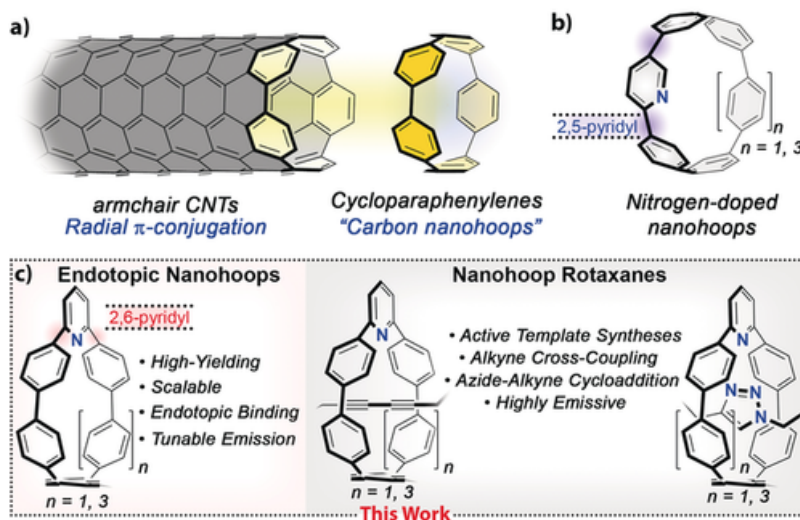 a)
armchair CNTs
Radial π-conjugation
Cycloparaphenylenes
“Carbon nanohoops”
b)
N
2,5-pyridyl
n
n = 1, 3
Nitrogen-doped
nanohoops
c) Endotopic Nanohoops
2,6-pyridyl
N
• High-Yielding
• Scalable
• Endotopic Binding
• Tunable Emission
n
n = 1, 3
Nanohoop Rotaxanes
N
• Active Template Syntheses
• Alkyne Cross-Coupling
• Azide-Alkyne Cycloaddition
• Highly Emissive
n
n = 1, 3
N
N N
N
n
n = 1, 3
This Work